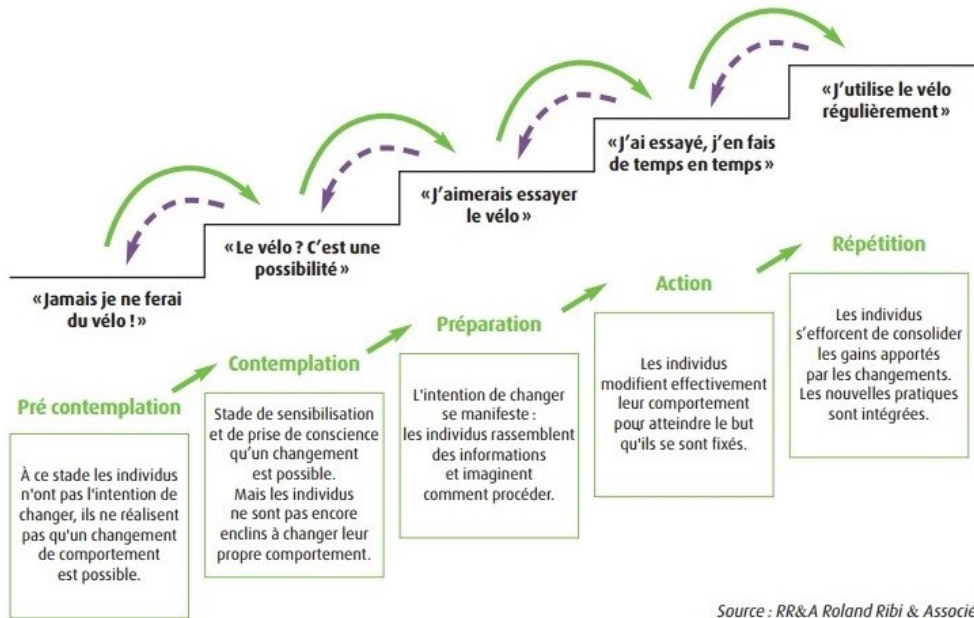 « Jamais je ne ferai
du vélo ! »
« Le vélo ? C’est une
possibilité »
« J’aimerais essayer
le vélo »
« J’ai essayé, j’en fais
de temps en temps »
« J’utilise le vélo
régulièrement »
Pré contemplation
À ce stade les individus
n'ont pas l'intention de
changer, ils ne réalisent
pas qu'un changement
de comportement
est possible.
Contemplation
Stade de sensibilisation
et de prise de conscience
qu’un changement
est possible.
Mais les individus
ne sont pas encore
enclins à changer leur
propre comportement.
Préparation
L'intention de changer
se manifeste :
les individus rassemblent
des informations
et imaginent
comment procéder.
Action
Les individus
modifient effectivement
leur comportement
pour atteindre le but
qu'ils se sont fixés.
Répétition
Les individus
s’efforcent de consolider
les gains apportés
par les changements.
Les nouvelles pratiques
sont intégrées.
Source : RR&A Roland Ribi & Associé